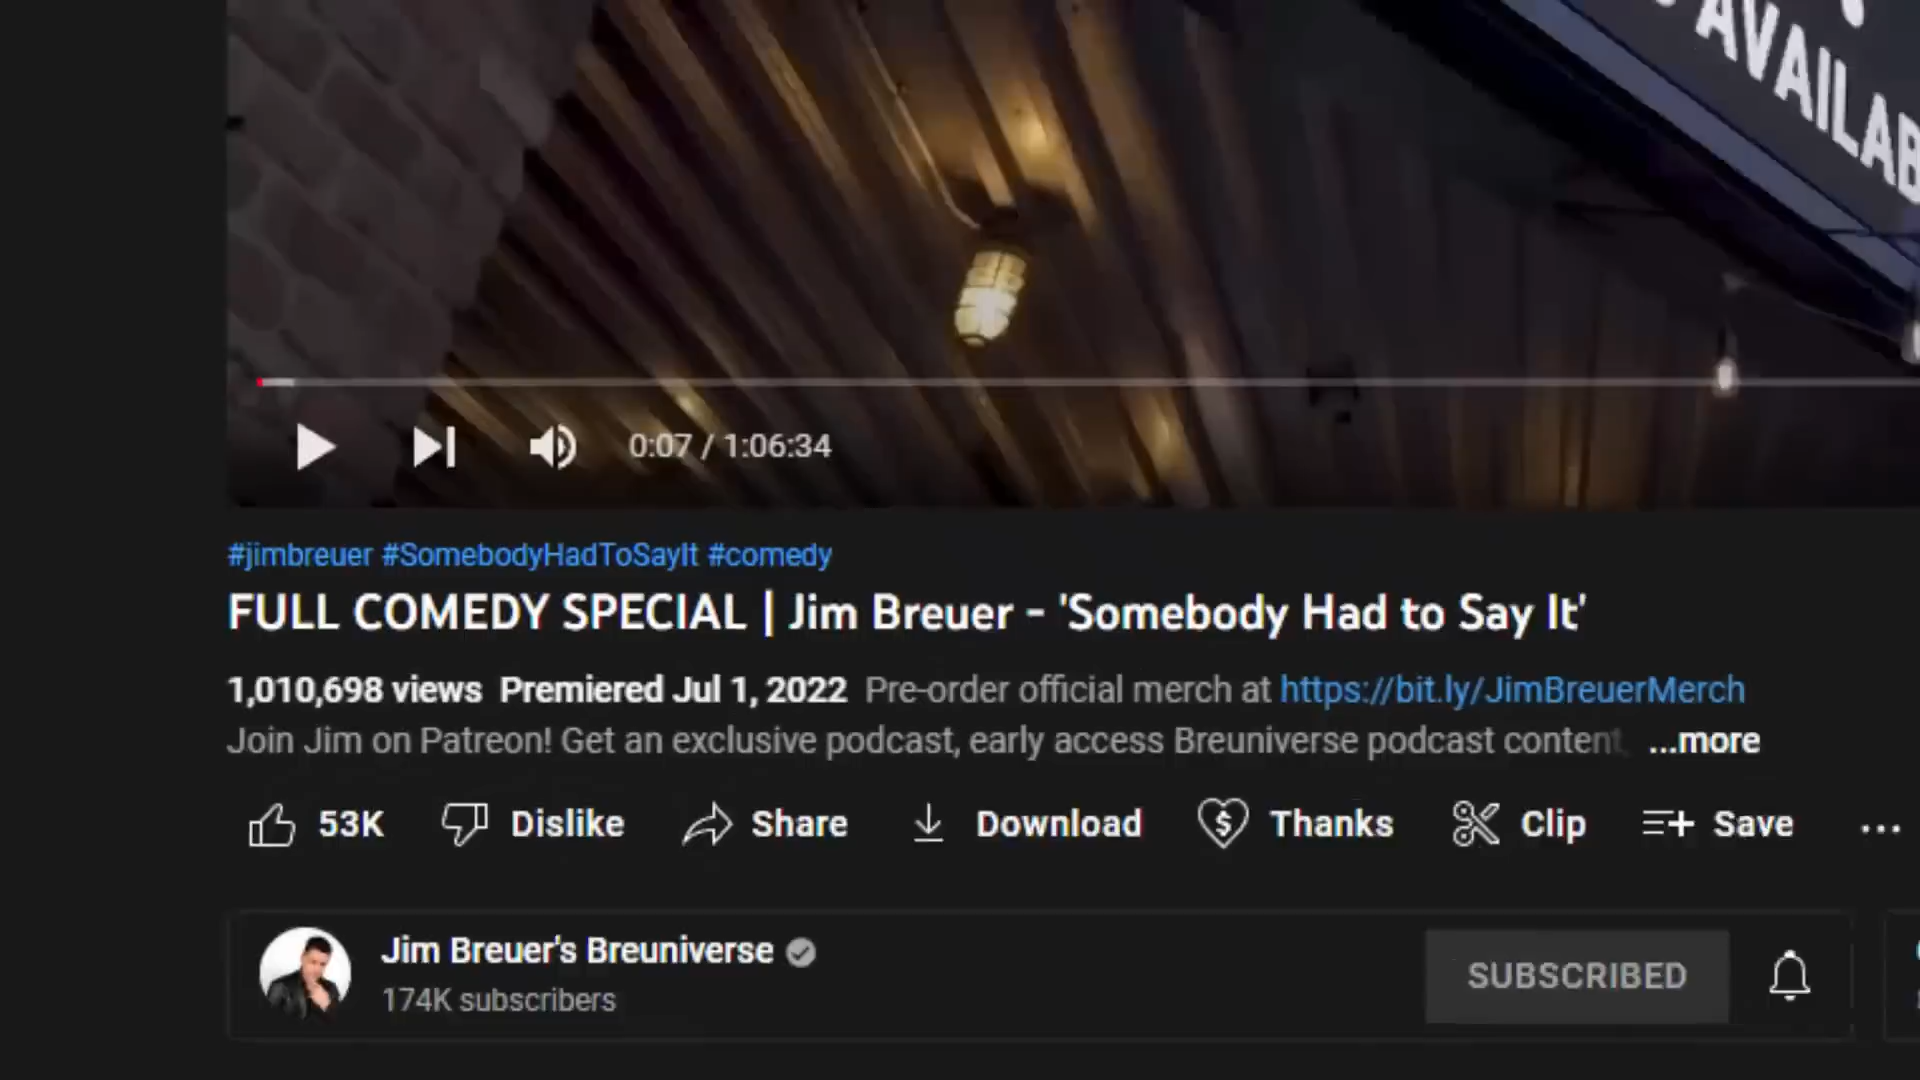 AVAILAB
0:07 / 1:06:34
#jimbreuer #SomebodyHadToSayIt #comedy
FULL COMEDY SPECIAL | Jim Breuer - 'Somebody Had to Say It'
1,010,698 views Premiered Jul 1, 2022 Pre-order official merch at https://bit.ly/JimBreuerMerch
Join Jim on Patreon! Get an exclusive podcast, early access Breuniverse podcast content, ...more
53K Dislike Share Download Thanks Clip Save ...
Jim Breuer's Breuniverse
174K subscribers
SUBSCRIBED